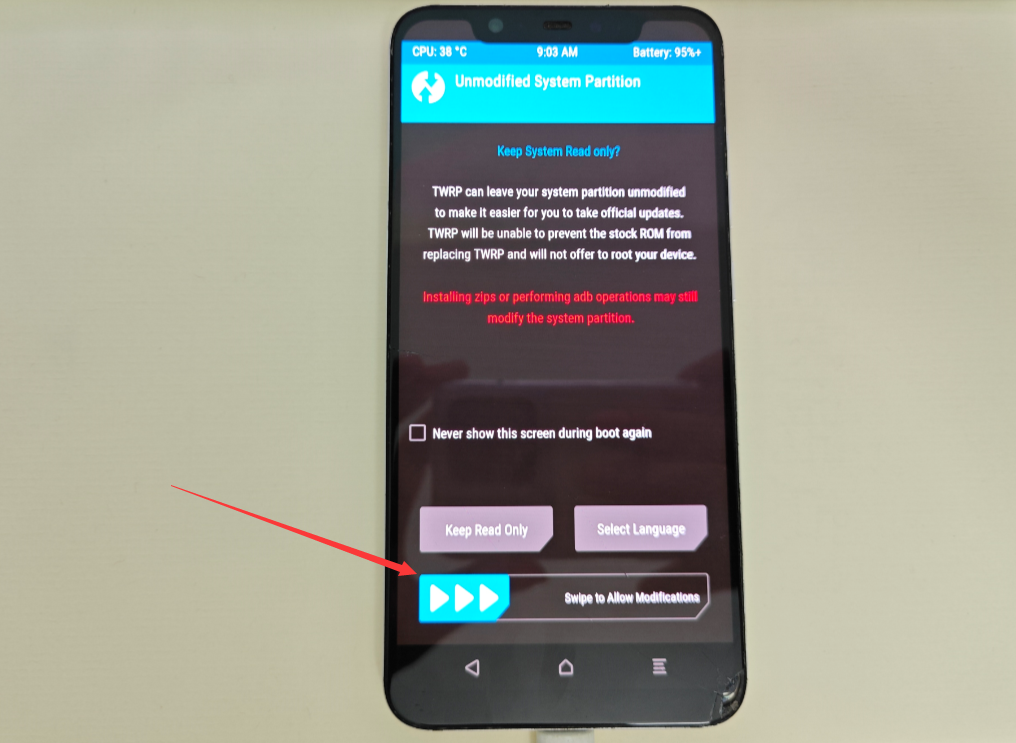 CPU: 38 °C 9:03 AM Battery: 95%+
Unmodified System Partition
Keep System Read only?
TWRP can leave your system partition unmodified
to make it easier for you to take official updates.
TWRP will be unable to prevent the stock ROM from
replacing TWRP and will not offer to root your device.
Installing zips or performing adb operations may still
modify the system partition.
Never show this screen during boot again
Keep Read Only Select Language
Swipe to Allow Modifications